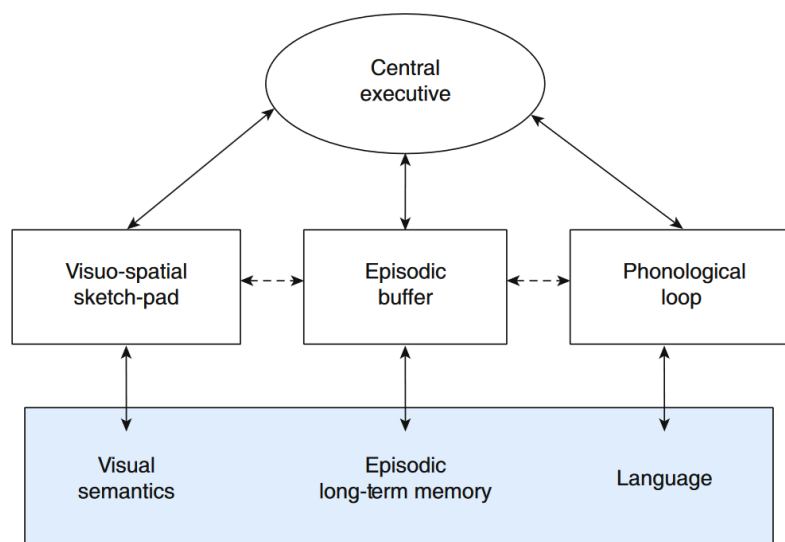 Central
executive
Visuo-spatial
sketch-pad
Episodic
buffer
Phonological
loop
Visual
semantics
Episodic
long-term memory
Language